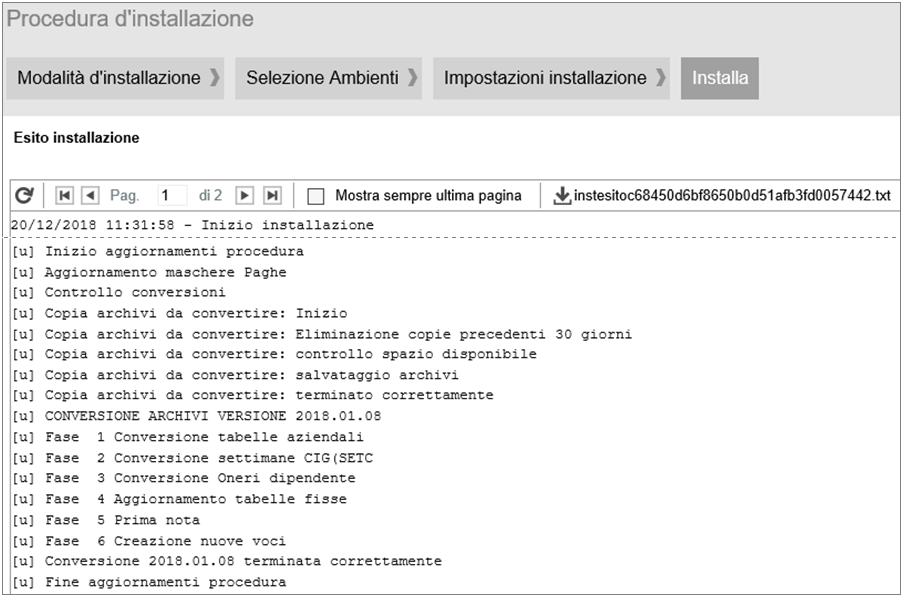 Procedura d'installazione
Modalità d'installazione Selezione Ambienti Impostazioni installazione Installa
Esito installazione
Pag. 1 di 2 Mostra sempre ultima pagina instesitoc68450d6bf8650b0d51afb3fd0057442.txt
20/12/2018 11:31:58 - Inizio installazione
[u] Inizio aggiornamenti procedura
[u] Aggiornamento maschere Paghe
[u] Controllo conversioni
[u] Copia archivi da convertire: Inizio
[u] Copia archivi da convertire: Eliminazione copie precedenti 30 giorni
[u] Copia archivi da convertire: controllo spazio disponibile
[u] Copia archivi da convertire: salvataggio archivi
[u] Copia archivi da convertire: terminato correttamente
[u] CONVERSIONE ARCHIVI VERSIONE 2018.01.08
[u] Fase  1 Conversione tabelle aziendali
[u] Fase  2 Conversione settimane CIG(SETC
[u] Fase  3 Conversione Oneri dipendente
[u] Fase  4 Aggiornamento tabelle fisse
[u] Fase  5 Prima nota
[u] Fase  6 Creazione nuove voci
[u] Conversione 2018.01.08 terminata correttamente
[u] Fine aggiornamenti procedura